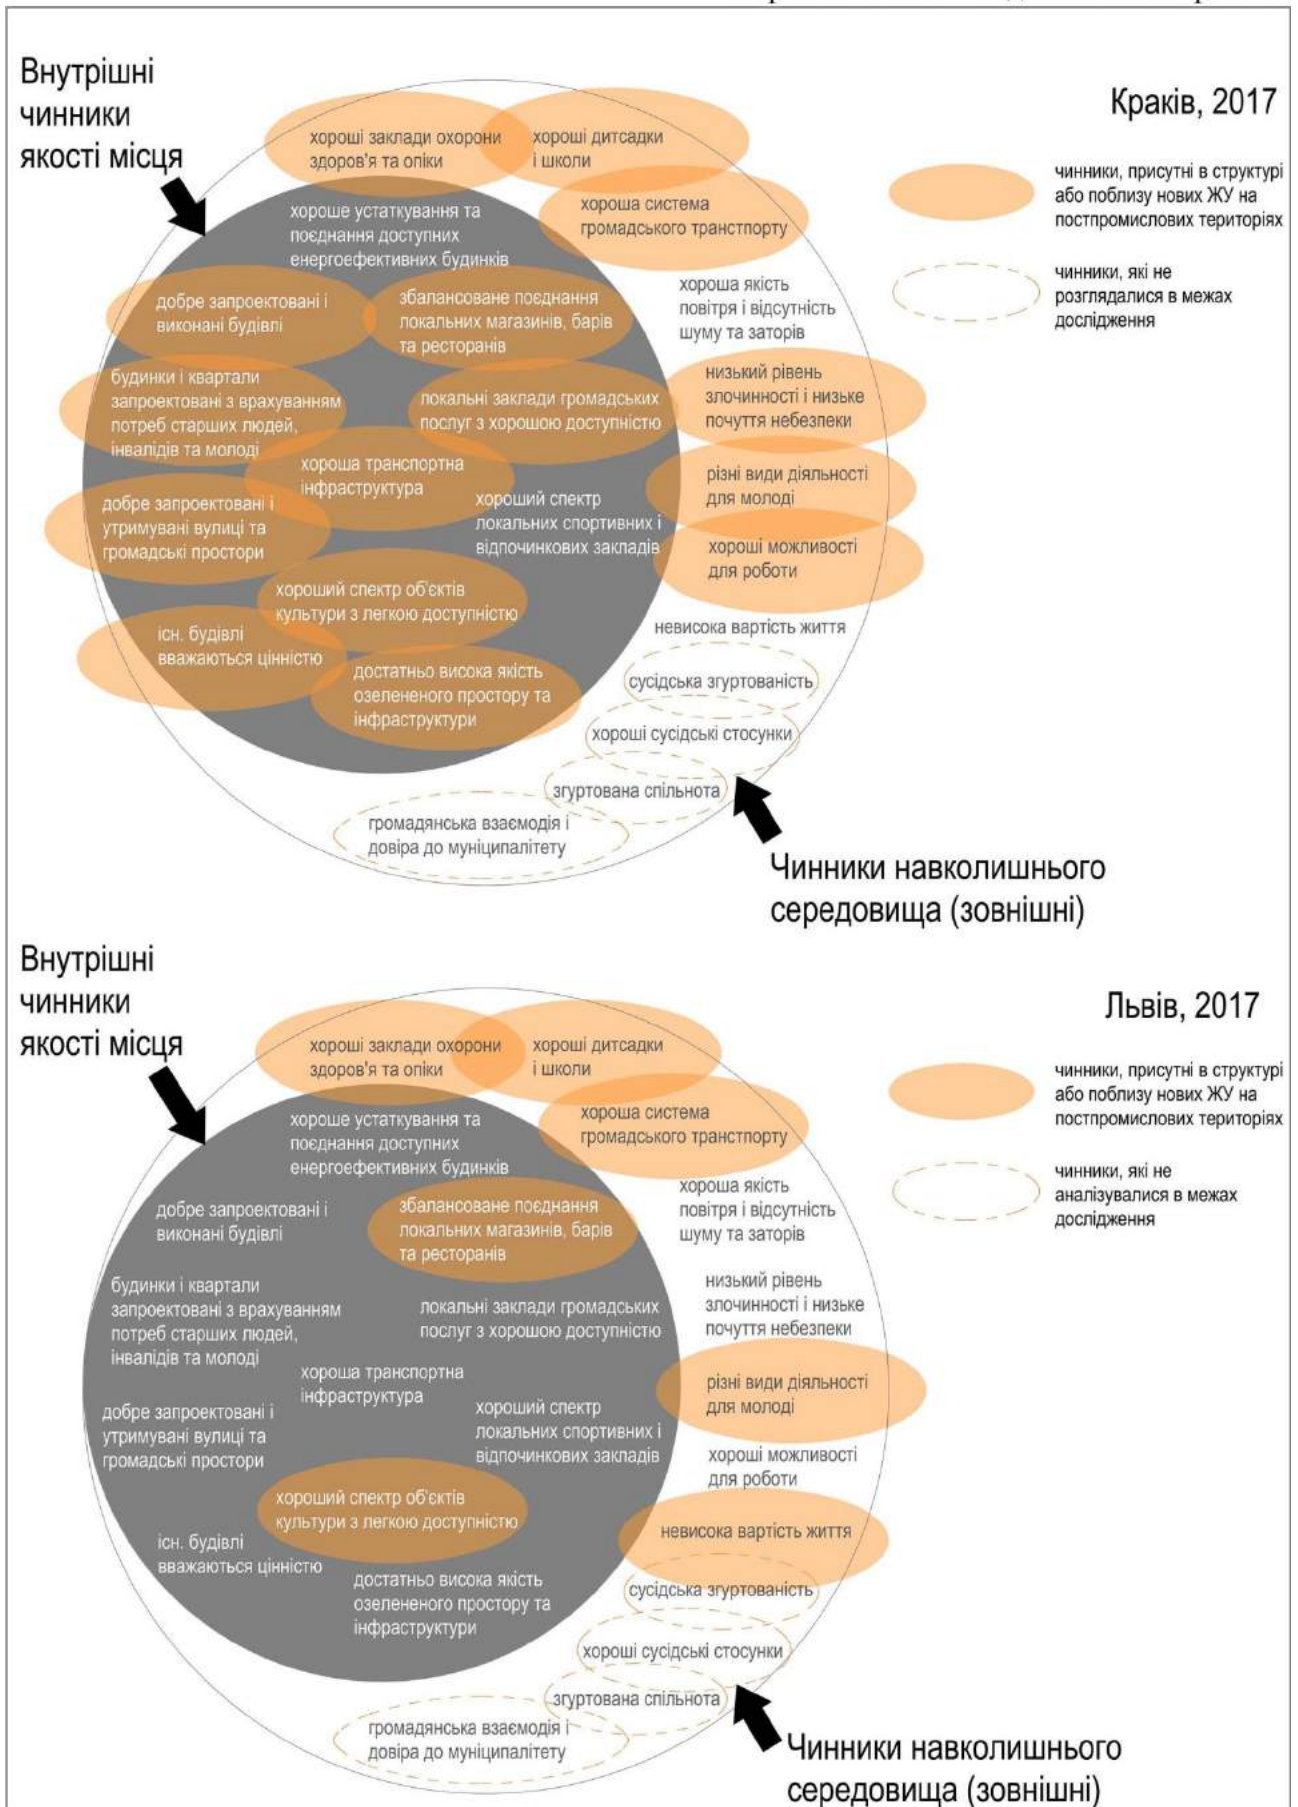 Внутрішні
чинники
якості місця
Краків, 2017
хороші заклади охорони
здоров'я та опіки
хороші дитсадки
і школи
хороша система
громадського транстпорту
хороше устаткування та
поєднання доступних
енергоефективних будинків
хороша якість
повітря і відсутність
шуму та заторів
добре запроектовані і
виконані будівлі
збалансоване поєднання
локальних магазинів, барів
та ресторанів
низький рівень
злочинності і низьке
почуття небезпеки
будинки і квартали
запроектовані з врахуванням
потреб старших людей,
інвалідів та молоді
локальні заклади громадських
послуг з хорошою доступністю
хороша транспортна
інфраструктура
різні види діяльності
для молоді
добре запроектовані і
утримувані вулиці та
громадські простори
хороший спектр
локальних спортивних і
відпочинкових закладів
хороші можливості
для роботи
хороший спектр об'єктів
культури з легкою доступністю
існ. будівлі
вважаються цінністю
невисока вартість життя
достатньо висока якість
озелененого простору та
інфраструктури
сусідська згуртованість
хороші сусідські стосунки
згуртована спільнота
громадянська взаємодія і
довіра до муніципалітету
чинники, присутні в структурі
або поблизу нових ЖУ на
постпромислових територіях
чинники, які не
розглядалися в межах
дослідження
Чинники навколишнього
середовища (зовнішні)
Внутрішні
чинники
якості місця
Львів, 2017
хороші заклади охорони
здоров'я та опіки
хороші дитсадки
і школи
хороша система
громадського транстпорту
хороше устаткування та
поєднання доступних
енергоефективних будинків
хороша якість
повітря і відсутність
шуму та заторів
добре запроектовані і
виконані будівлі
збалансоване поєднання
локальних магазинів, барів
та ресторанів
низький рівень
злочинності і низьке
почуття небезпеки
будинки і квартали
запроектовані з врахуванням
потреб старших людей,
інвалідів та молоді
локальні заклади громадських
послуг з хорошою доступністю
хороша транспортна
інфраструктура
різні види діяльності
для молоді
добре запроектовані і
утримувані вулиці та
громадські простори
хороший спектр
локальних спортивних і
відпочинкових закладів
хороші можливості
для роботи
хороший спектр об'єктів
культури з легкою доступністю
невисока вартість життя
існ. будівлі
вважаються цінністю
достатньо висока якість
озелененого простору та
інфраструктури
сусідська згуртованість
хороші сусідські стосунки
згуртована спільнота
громадянська взаємодія і
довіра до муніципалітету
чинники, присутні в структурі
або поблизу нових ЖУ на
постпромислових територіях
чинники, які не
аналізувалися в межах
дослідження
Чинники навколишнього
середовища (зовнішні)